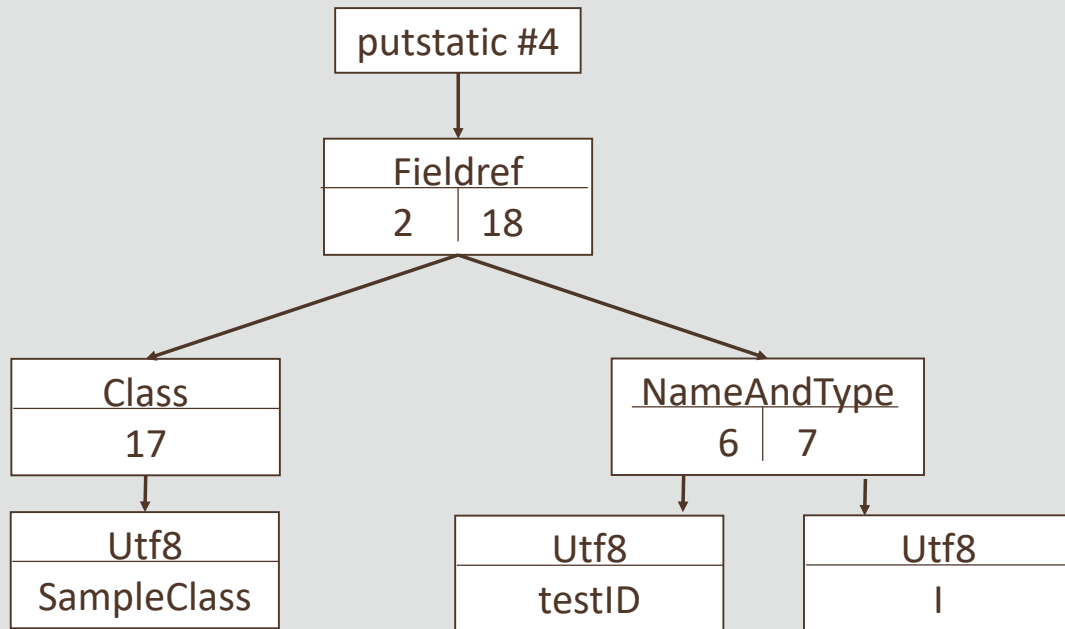 putstatic #4
Fieldref
2 18
Class
17
NameAndType
6 7
Utf8
SampleClass
Utf8
testID
Utf8
I